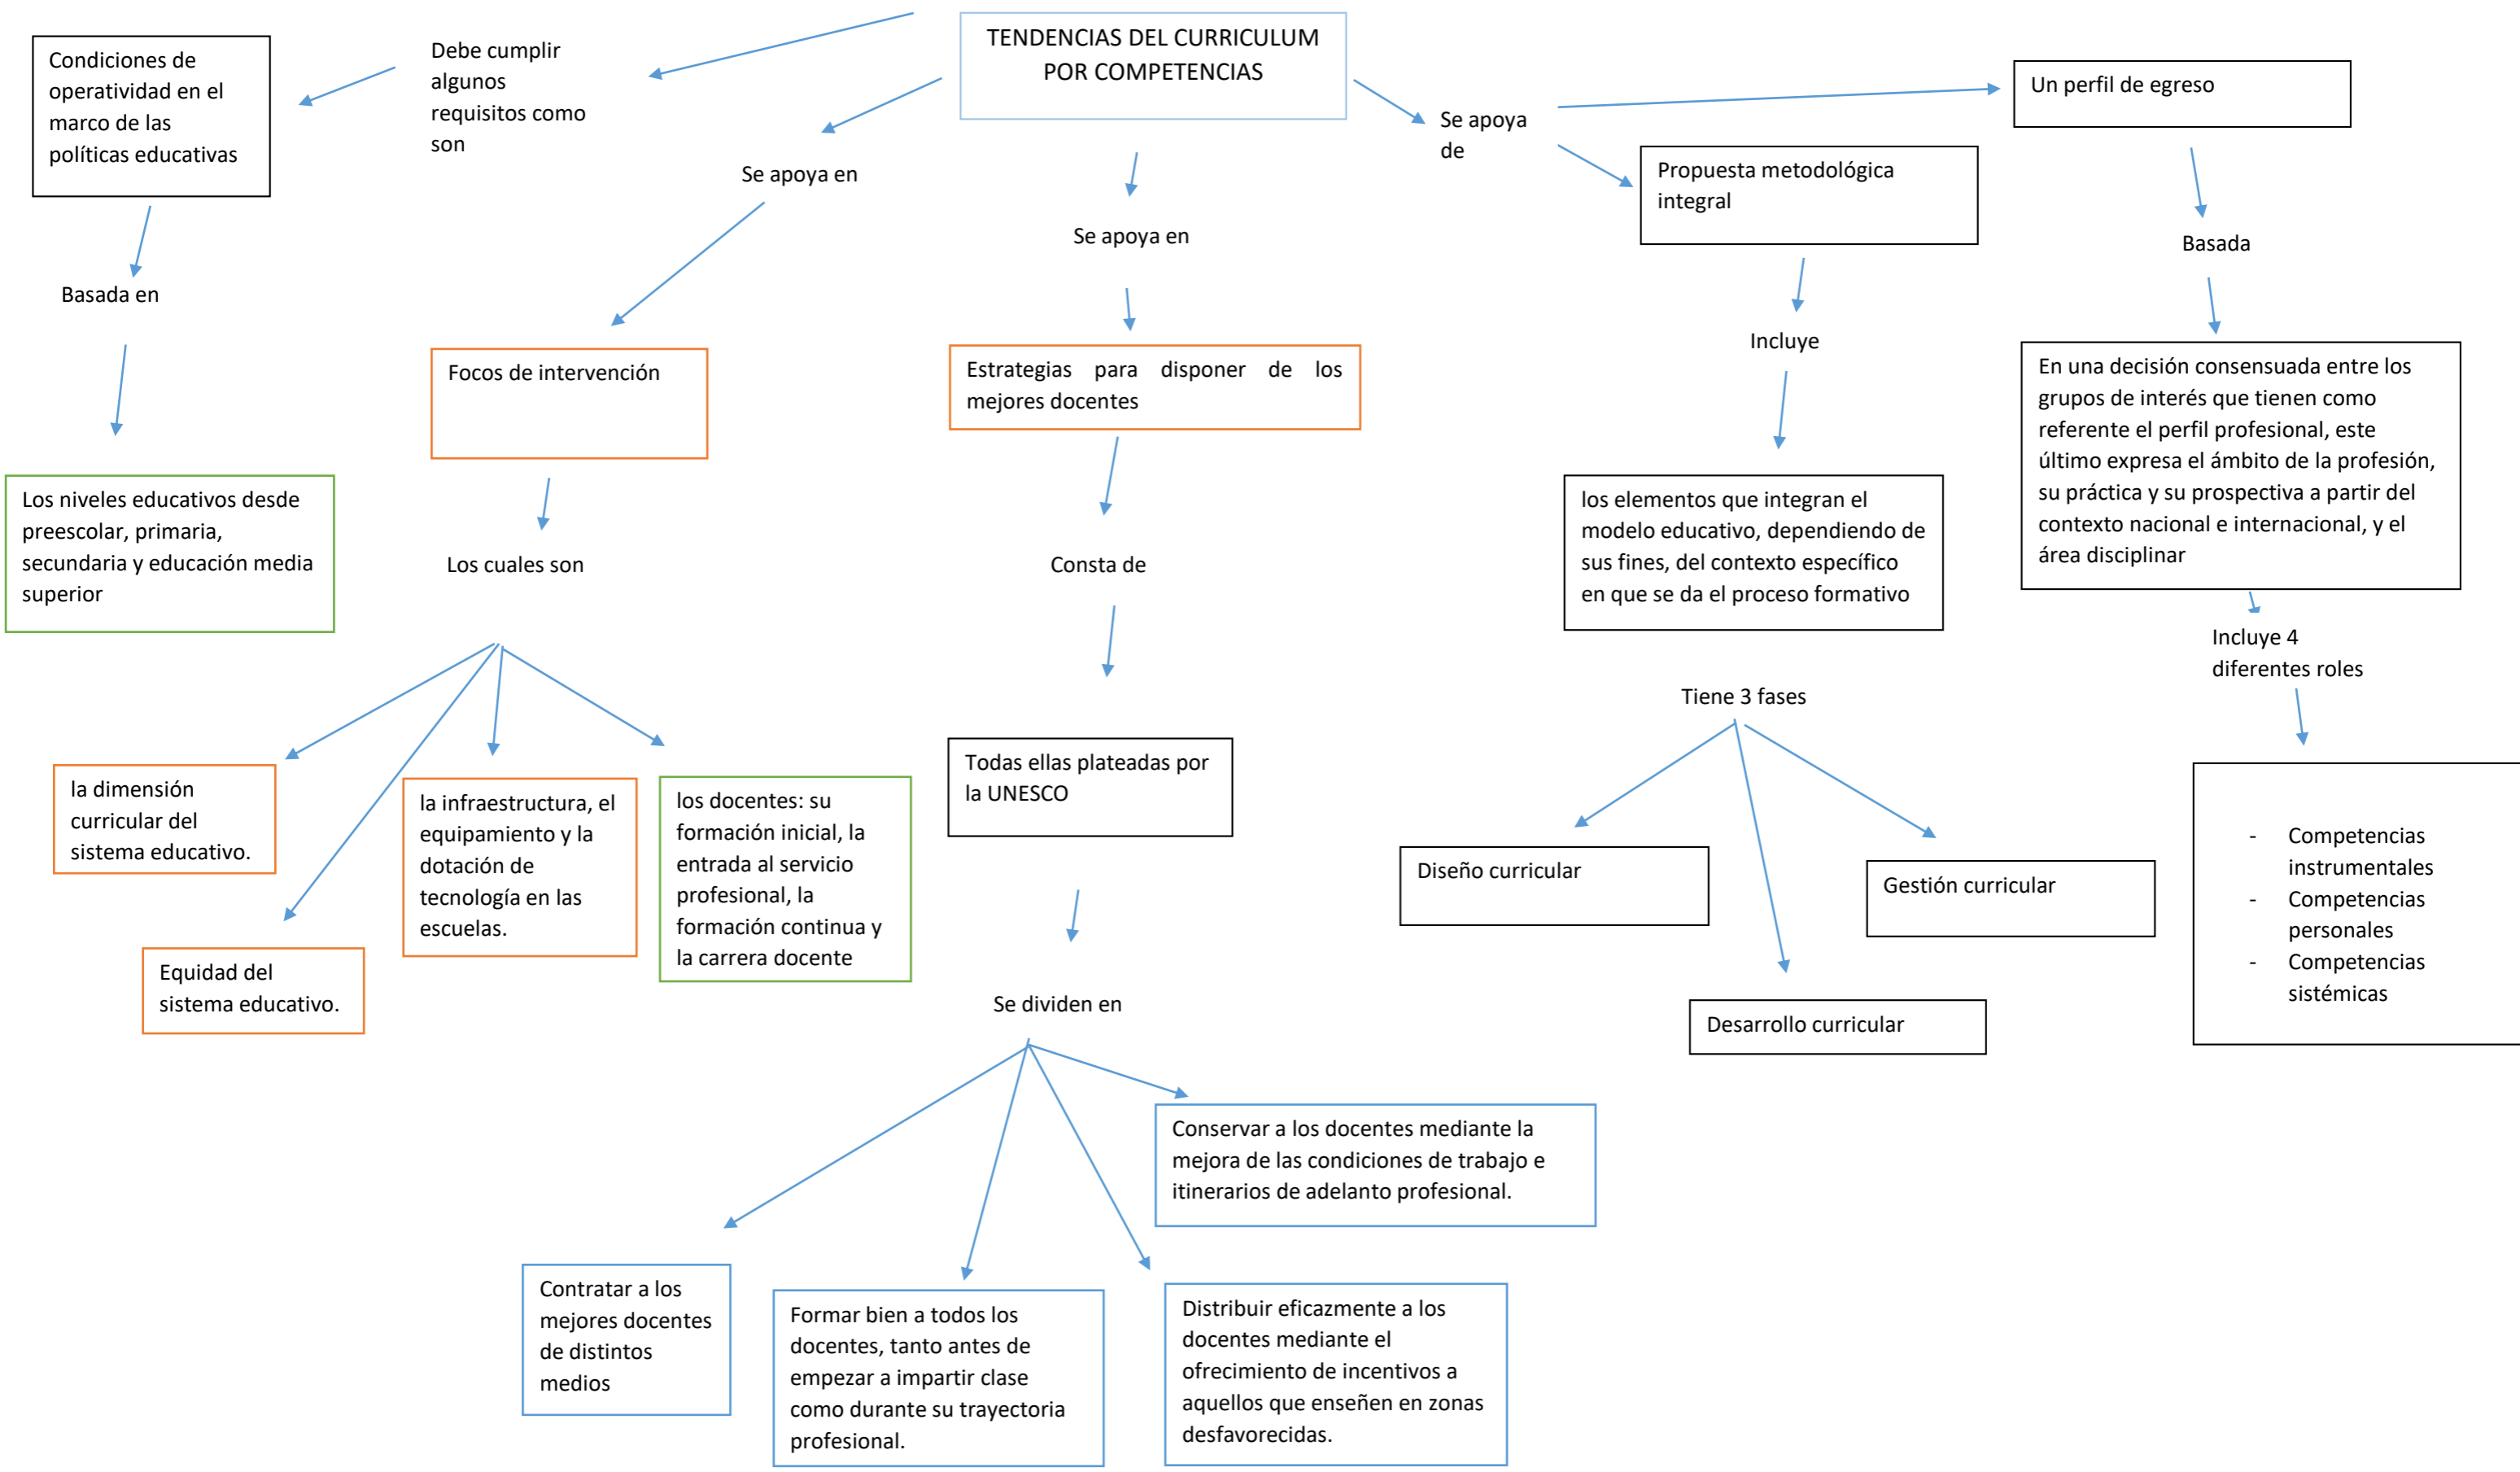 TENDENCIAS DEL CURRICULUM
POR COMPETENCIAS
Debe cumplir
algunos
requisitos como
son
Condiciones de
operatividad en el
marco de las
políticas educativas
Basada en
Los niveles educativos desde
preescolar, primaria,
secundaria y educación media
superior
Se apoya en
Focos de intervención
Los cuales son
la dimensión
curricular del
sistema educativo.
Equidad del
sistema educativo.
la infraestructura, el
equipamiento y la
dotación de
tecnología en las
escuelas.
los docentes: su
formación inicial, la
entrada al servicio
profesional, la
formación continua y
la carrera docente
Se apoya en
Estrategias para disponer de los
mejores docentes
Consta de
Todas ellas plateadas por
la UNESCO
Se dividen en
Contratar a los
mejores docentes
de distintos
medios
Formar bien a todos los
docentes, tanto antes de
empezar a impartir clase
como durante su trayectoria
profesional.
Distribuir eficazmente a los
docentes mediante el
ofrecimiento de incentivos a
aquellos que enseñen en zonas
desfavorecidas.
Conservar a los docentes mediante la
mejora de las condiciones de trabajo e
itinerarios de adelanto profesional.
Se apoya
de
Propuesta metodológica
integral
Incluye
los elementos que integran el
modelo educativo, dependiendo de
sus fines, del contexto específico
en que se da el proceso formativo
Tiene 3 fases
Diseño curricular
Desarrollo curricular
Gestión curricular
Un perfil de egreso
Basada
En una decisión consensuada entre los
grupos de interés que tienen como
referente el perfil profesional, este
último expresa el ámbito de la profesión,
su práctica y su prospectiva a partir del
contexto nacional e internacional, y el
área disciplinar
Incluye 4
diferentes roles
- Competencias
instrumentales
- Competencias
personales
- Competencias
sistémicas